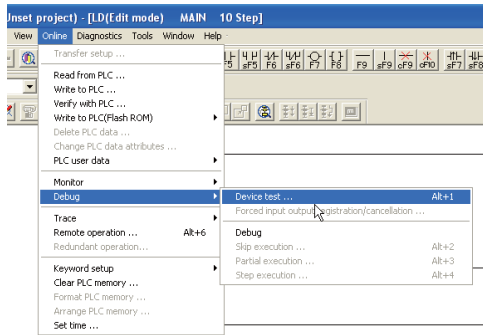 Unset project) - [LD(Edit mode) MAIN 10 Step]
View Online Diagnostics Tools Window Help
Transfer setup ...
F5 sF5 F6 sF6 F7 F8 F9 sF9 cF9 cF10 sF7 sF8
Read from PLC ...
Write to PLC ...
Verify with PLC ...
Write to PLC(Flash ROM)
Delete PLC data ...
Change PLC data attributes ...
PLC user data
Monitor
Debug
Device test ... Alt+1
Forced input output registration/cancellation ...
Trace
Debug
Remote operation ... Alt+6
Skip execution ... Alt+2
Redundant operation...
Partial execution ... Alt+3
Keyword setup
Step execution ... Alt+4
Clear PLC memory ...
Format PLC memory ...
Arrange PLC memory ...
Set time ...